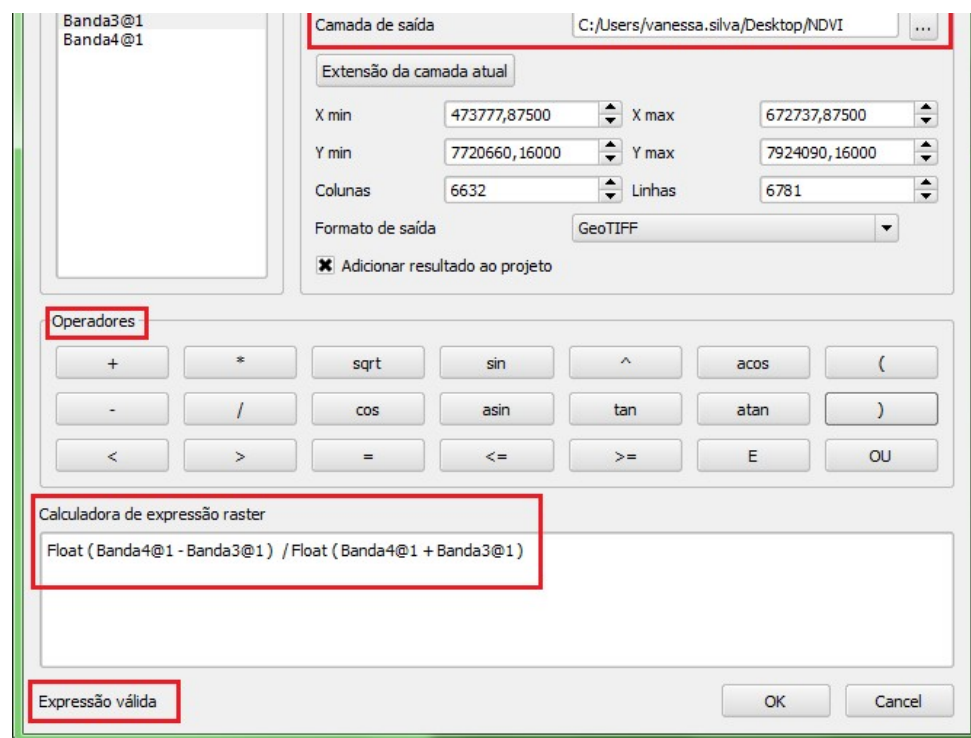 Banda3@1
Banda4@1
Camada de saída C:/Users/vanessa.silva/Desktop/NDVI ...
Extensão da camada atual
X min 473777,87500 X max 672737,87500
Y min 7720660,16000 Y max 7924090,16000
Colunas 6632 Linhas 6781
Formato de saída GeoTIFF
Adicionar resultado ao projeto
Operadores
+ * sqrt sin ^ acos (
- / cos asin tan atan )
< > = <= >= E OU
Calculadora de expressão raster
Float ( Banda4@1 - Banda3@1 ) / Float ( Banda4@1 + Banda3@1 )
Expressão válida OK Cancel